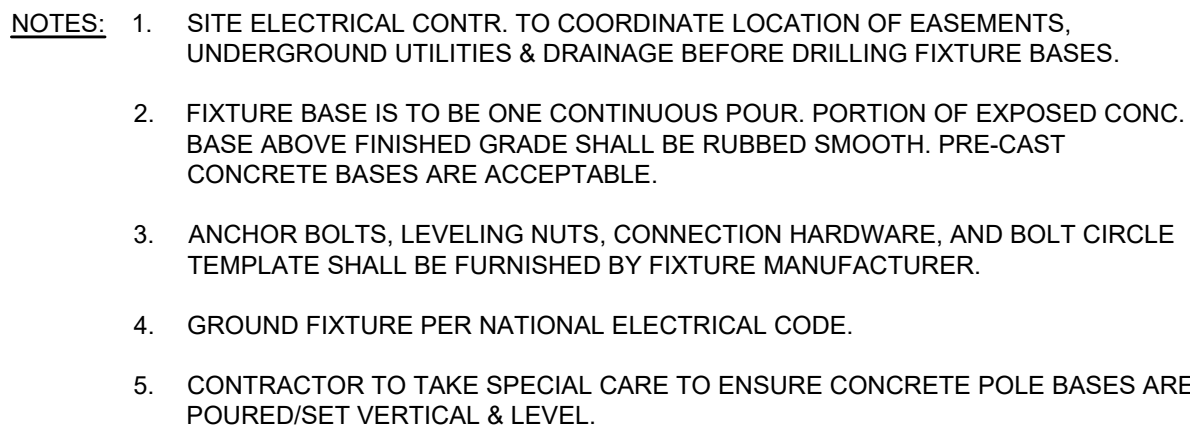 NOTES: 1. SITE ELECTRICAL CONTR. TO COORDINATE LOCATION OF EASEMENTS,
UNDERGROUND UTILITIES & DRAINAGE BEFORE DRILLING FIXTURE BASES.
2. FIXTURE BASE IS TO BE ONE CONTINUOUS POUR. PORTION OF EXPOSED CONC.
BASE ABOVE FINISHED GRADE SHALL BE RUBBED SMOOTH. PRE-CAST
CONCRETE BASES ARE ACCEPTABLE.
3. ANCHOR BOLTS, LEVELING NUTS, CONNECTION HARDWARE, AND BOLT CIRCLE
TEMPLATE SHALL BE FURNISHED BY FIXTURE MANUFACTURER.
4. GROUND FIXTURE PER NATIONAL ELECTRICAL CODE.
5. CONTRACTOR TO TAKE SPECIAL CARE TO ENSURE CONCRETE POLE BASES ARE
POURED/SET VERTICAL & LEVEL.